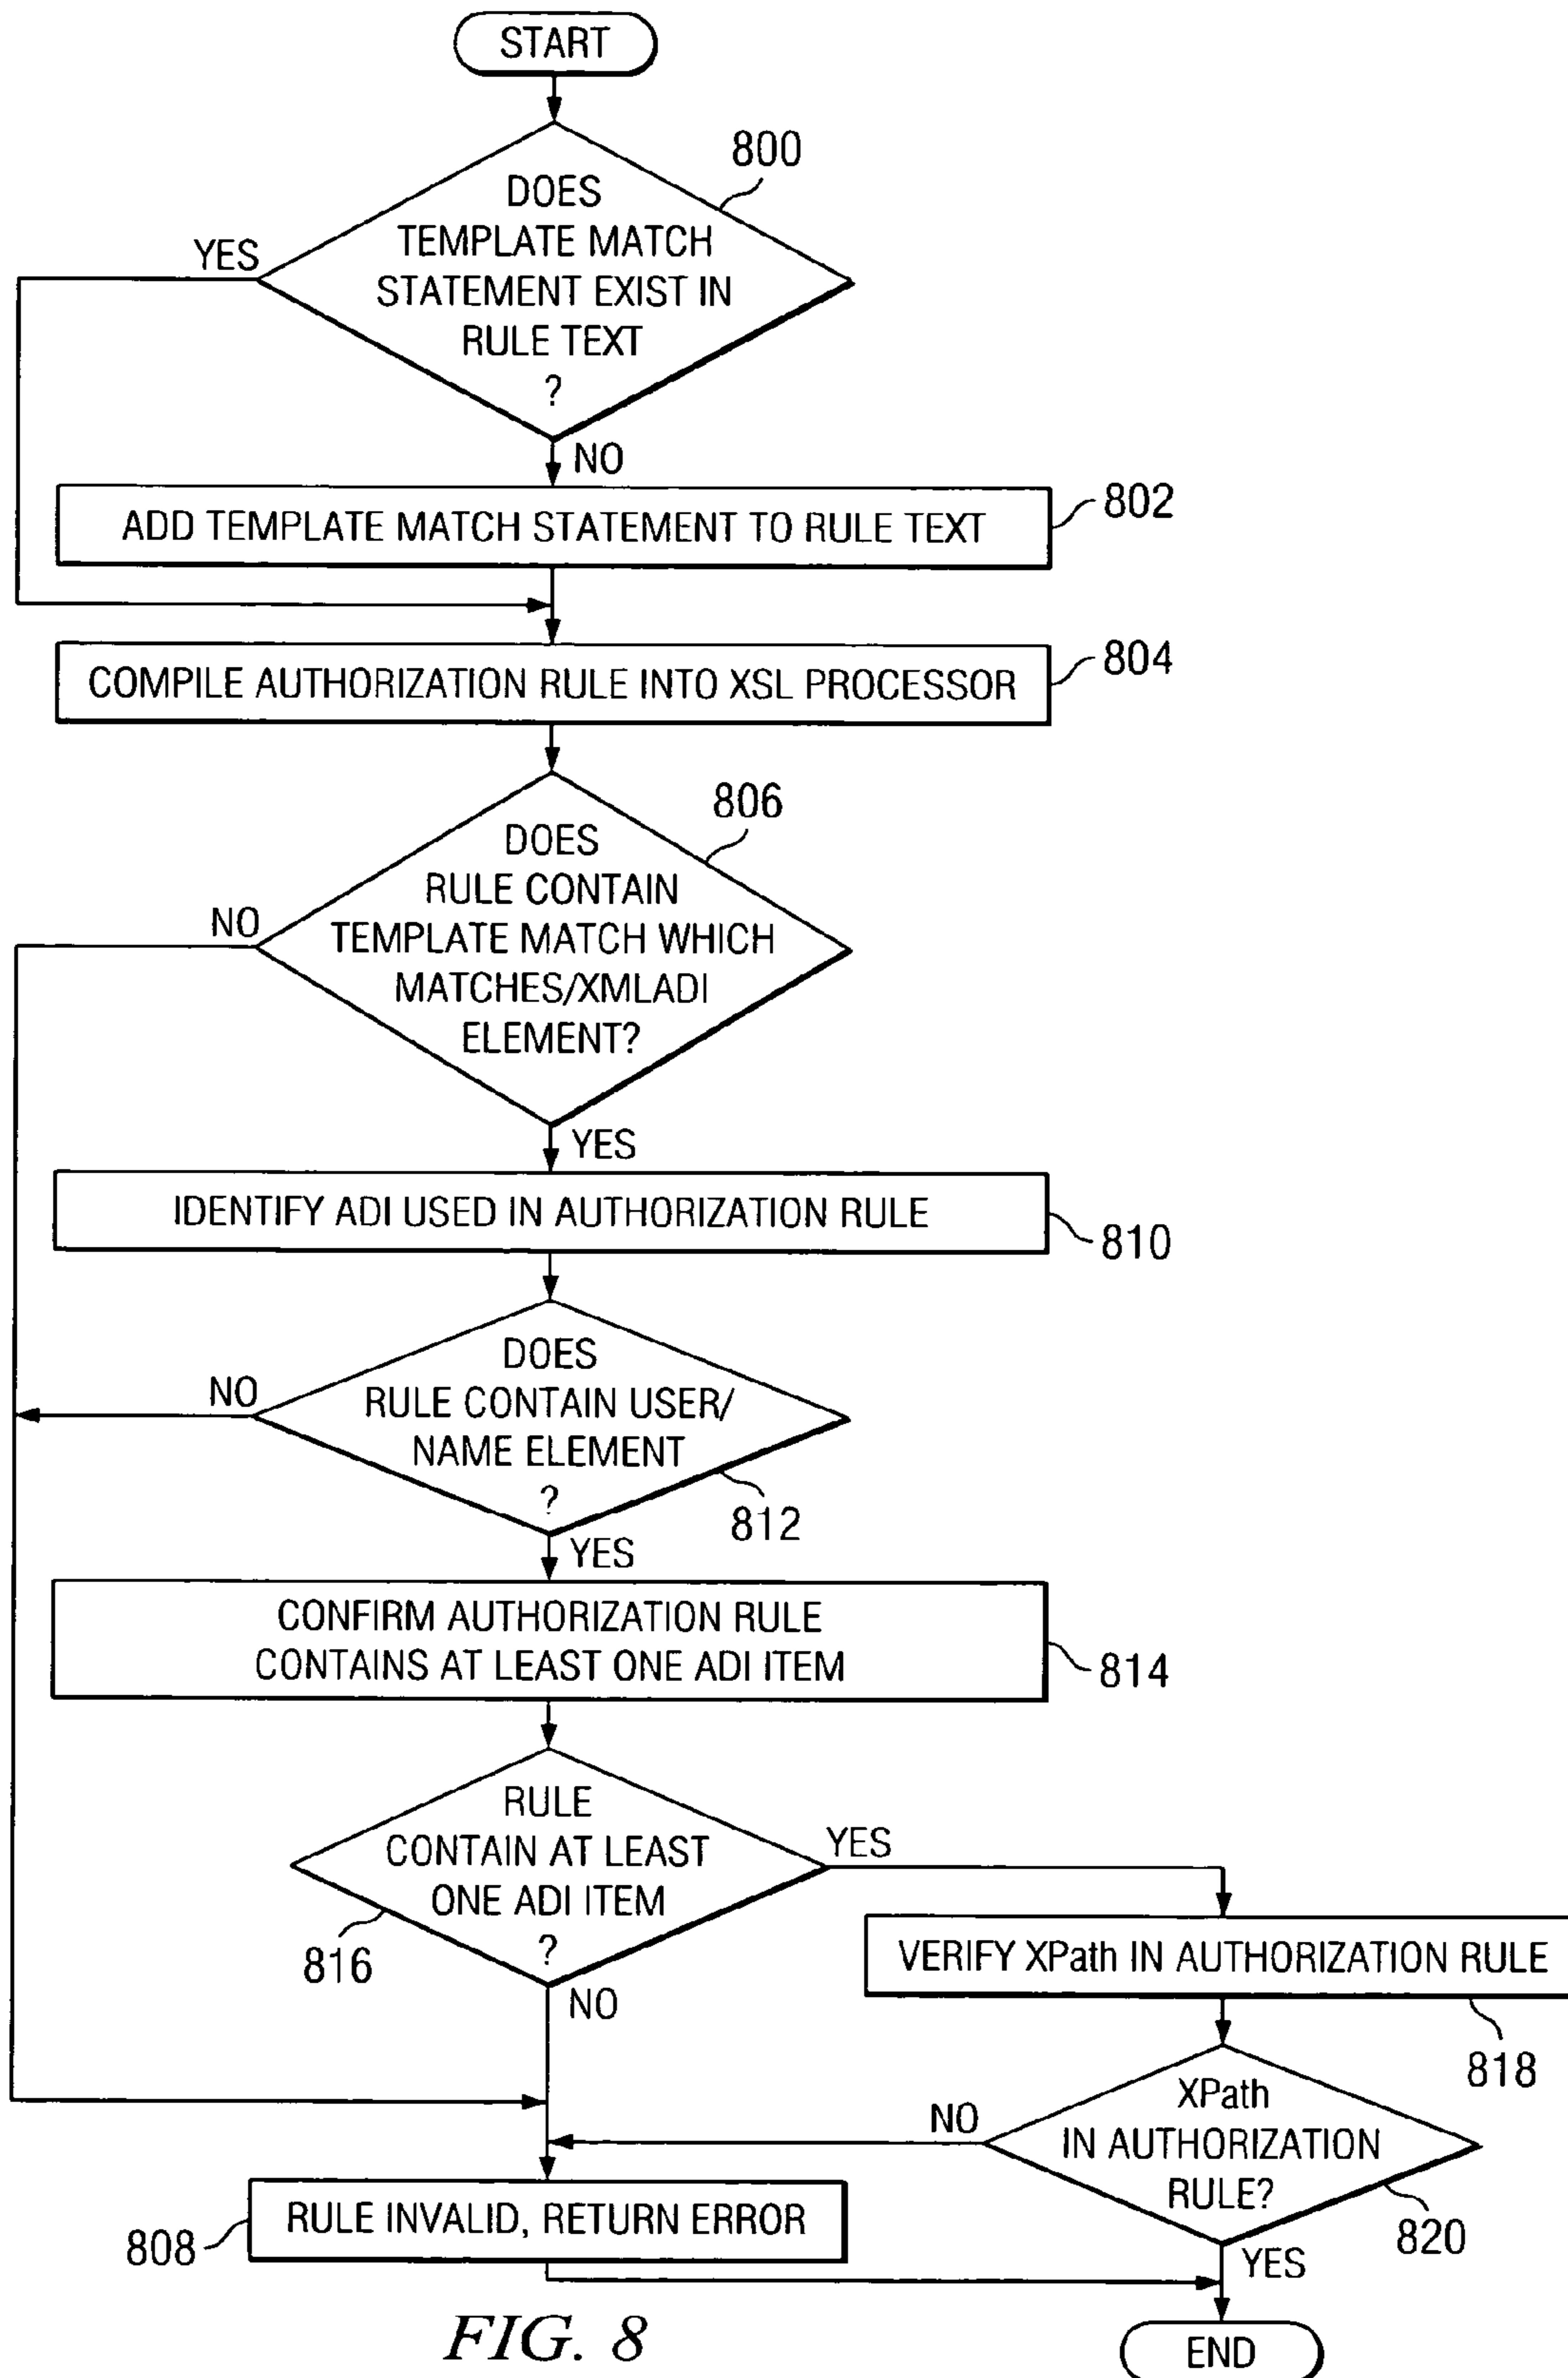 START
800
DOES
TEMPLATE MATCH
STATEMENT EXIST IN
RULE TEXT
?
YES
NO
ADD TEMPLATE MATCH STATEMENT TO RULE TEXT
802
COMPILE AUTHORIZATION RULE INTO XSL PROCESSOR
804
806
DOES
RULE CONTAIN
TEMPLATE MATCH WHICH
MATCHES/XMLADI
ELEMENT?
NO
YES
IDENTIFY ADI USED IN AUTHORIZATION RULE
810
DOES
RULE CONTAIN USER/
NAME ELEMENT
?
NO
812
YES
CONFIRM AUTHORIZATION RULE
CONTAINS AT LEAST ONE ADI ITEM
814
RULE
CONTAIN AT LEAST
ONE ADI ITEM
?
YES
816
NO
VERIFY XPath IN AUTHORIZATION RULE
818
XPath
IN AUTHORIZATION
RULE?
NO
820
YES
RULE INVALID, RETURN ERROR
808
END
FIG. 8